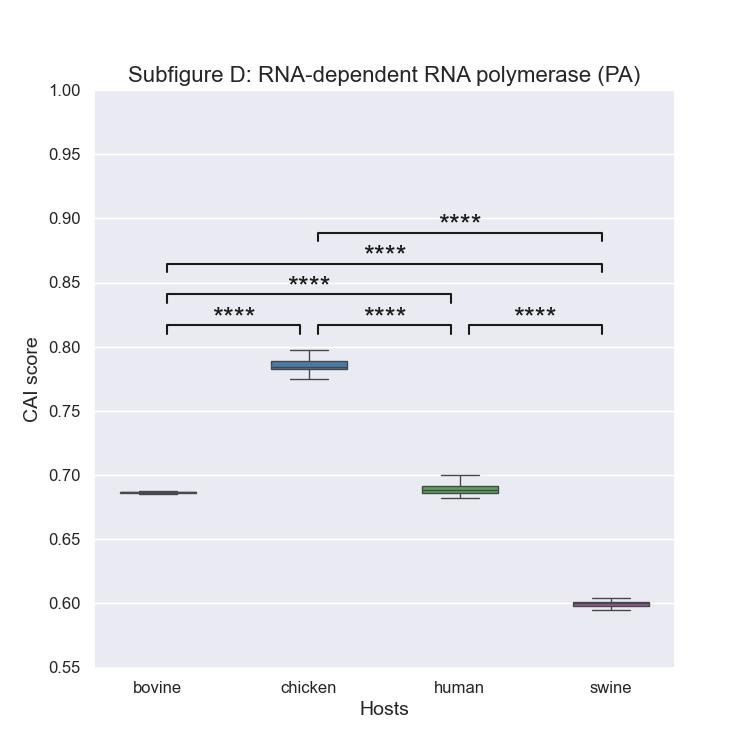 Subfigure D: RNA-dependent RNA polymerase (PA)
1.00
0.95
0.90
0.85
0.80
0.75
0.70
0.65
0.60
0.55
CAI score
****
****
****
**** **** ****
bovine chicken human swine
Hosts